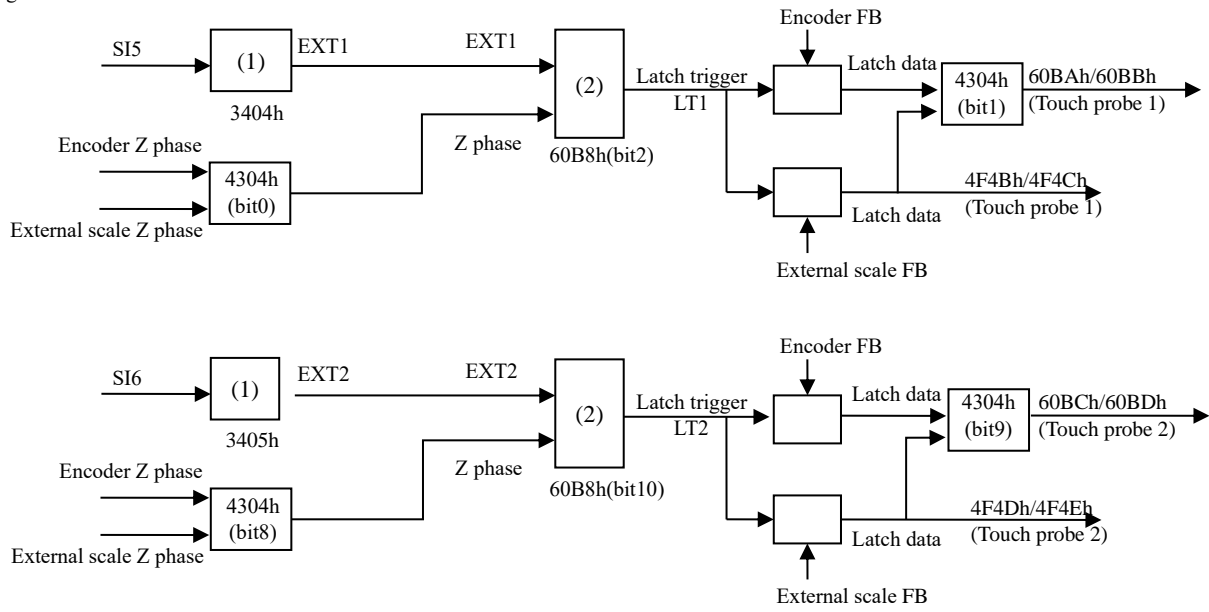 Encoder FB
SI5
(1)
EXT1
EXT1
(2)
Latch trigger
LT1
Latch data
4304h
(bit1)
60BAh/60BBh
(Touch probe 1)
3404h
Encoder Z phase
4304h
(bit0)
External scale Z phase
Z phase
60B8h(bit2)
Latch data
4F4Bh/4F4Ch
(Touch probe 1)
External scale FB
Encoder FB
SI6
(1)
EXT2
EXT2
(2)
Latch trigger
LT2
Latch data
4304h
(bit9)
60BCh/60BDh
(Touch probe 2)
3405h
Encoder Z phase
4304h
(bit8)
External scale Z phase
Z phase
60B8h(bit10)
Latch data
4F4Dh/4F4Eh
(Touch probe 2)
External scale FB